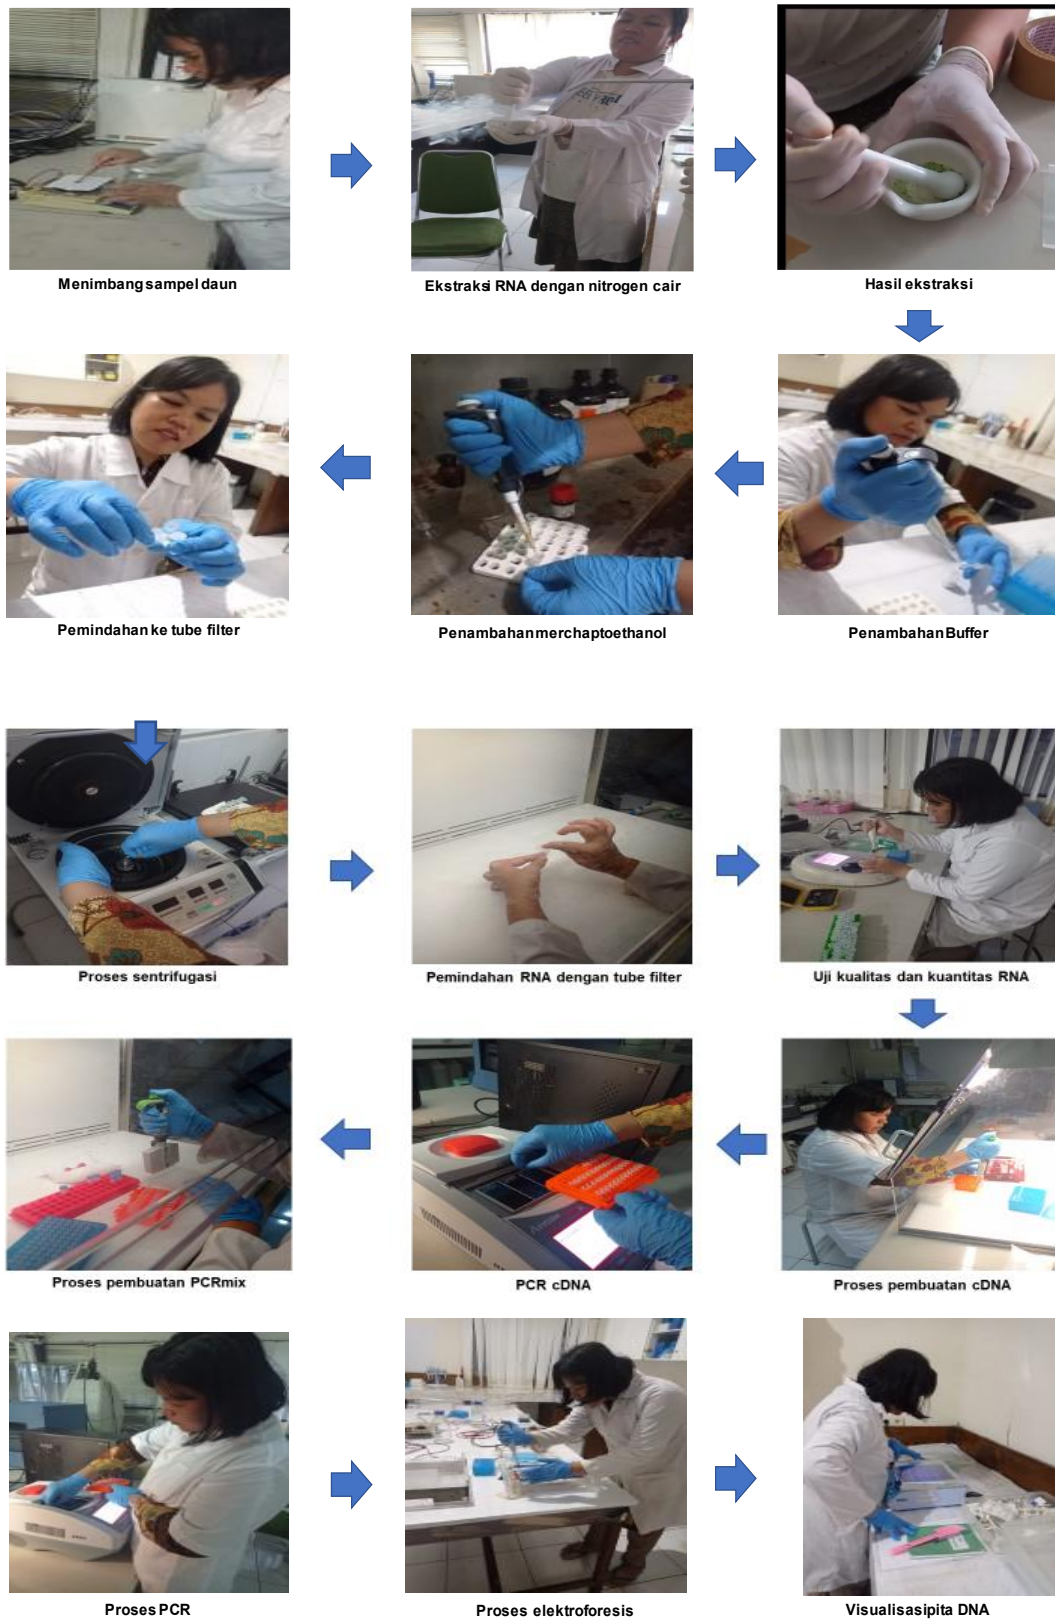 Menimbang sampel daun
Ekstraksi RNA dengan nitrogen cair
Hasil ekstraksi
Pemindahan ke tube filter
Penambahan merchaptoethanol
Penambahan Buffer
Proses sentrifugasi
Pemindahan RNA dengan tube filter
Uji kualitas dan kuantitas RNA
Proses pembuatan PCRmix
PCR cDNA
Proses pembuatan cDNA
Proses PCR
Proses elektroforesis
Visualisasipita DNA